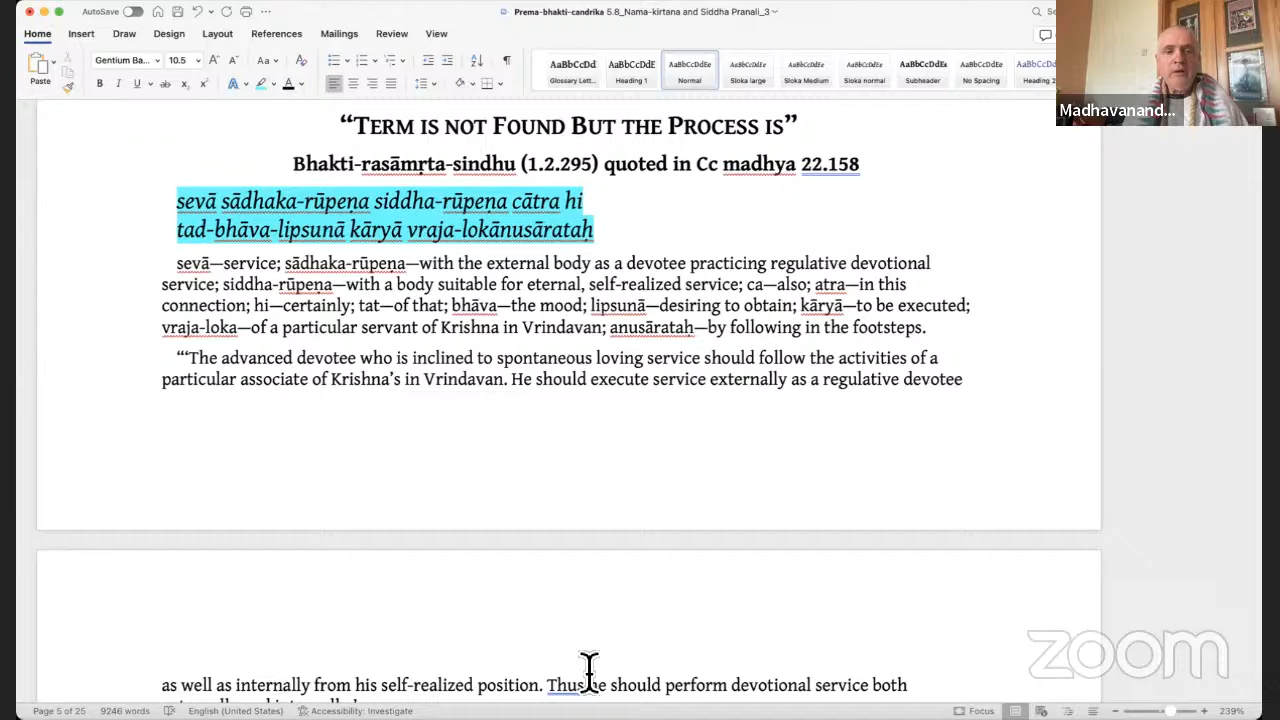 AutoSave
Prema-bhakti-candrika 5.8_Nama-kirtana and Siddha Pranali_3
Home Insert Draw Design Layout References Mailings Review View
Paste
Gentium Ba... 10.5
AaBbCcDd AaBbCcDdE AaBbCcDdEe AaBbCcDdEe AaBbCcDdEe AaBbCcDdEe AaBbCcDdEe AaBbCcDdEe
Glossary Lett... Heading 1 Normal Sloka large Sloka Medium Sloka normal Subheader No Spacing Heading 2
Madhavanand...
“TERM IS NOT FOUND BUT THE PROCESS IS”
Bhakti-rasāmṛta-sindhu (1.2.295) quoted in Cc madhya 22.158
sevā sādhaka-rūpeṇa siddha-rūpeṇa cātra hi
tad-bhāva-lipsunā kāryā vraja-lokānusārataḥ
sevā—service; sādhaka-rūpeṇa—with the external body as a devotee practicing regulative devotional
service; siddha-rūpeṇa—with a body suitable for eternal, self-realized service; ca—also; atra—in this
connection; hi—certainly; tat—of that; bhāva—the mood; lipsunā—desiring to obtain; kāryā—to be executed;
vraja-loka—of a particular servant of Krishna in Vrindavan; anusārataḥ—by following in the footsteps.
“‘The advanced devotee who is inclined to spontaneous loving service should follow the activities of a
particular associate of Krishna’s in Vrindavan. He should execute service externally as a regulative devotee
as well as internally from his self-realized position. Thus he should perform devotional service both
zoom
Page 5 of 25 9246 words English (United States) Accessibility: Investigate Focus 239%